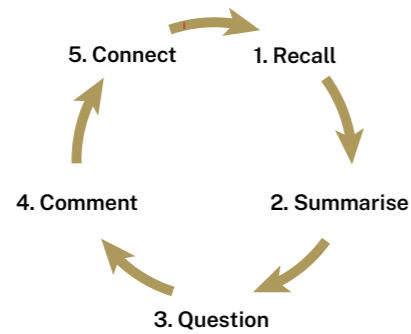 5. Connect
1. Recall
4. Comment
2. Summarise
3. Question